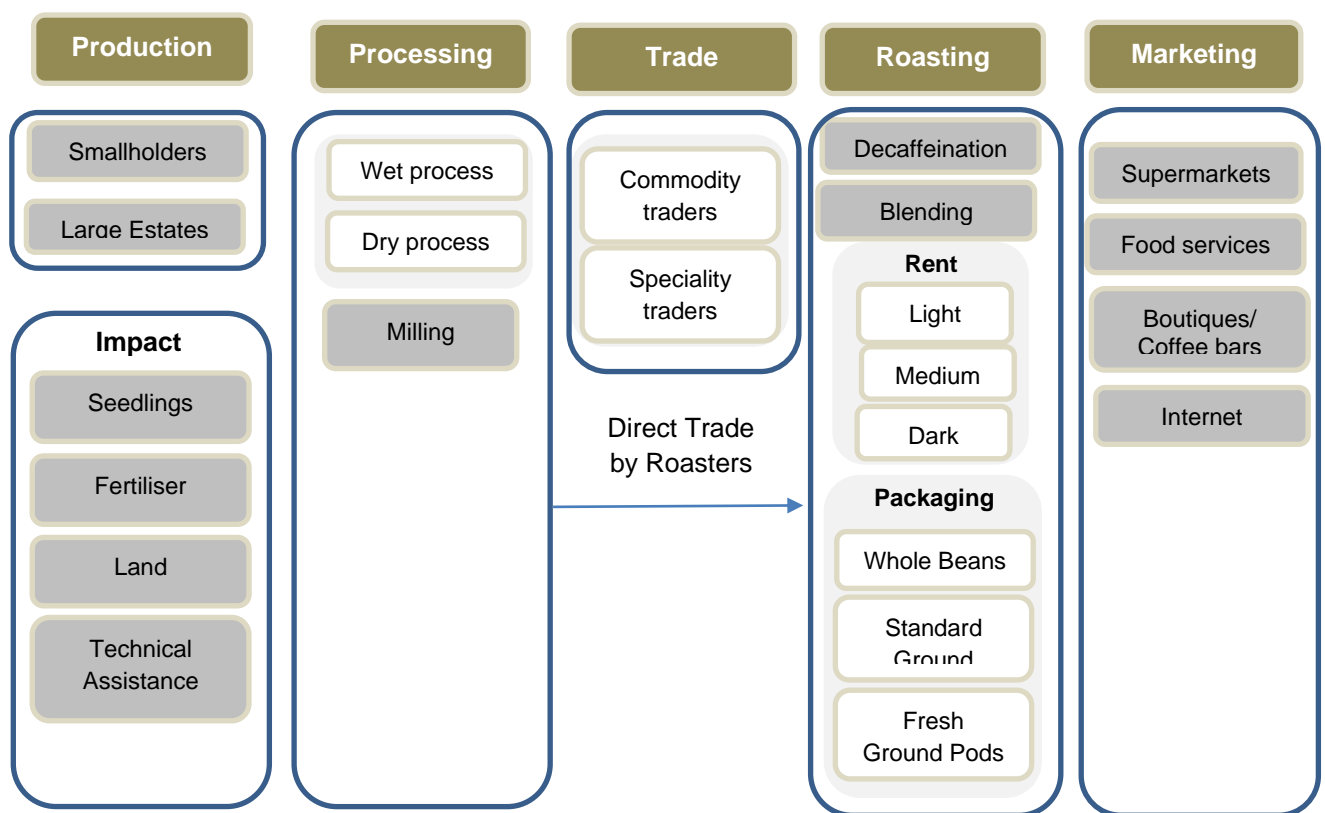 Production
Processing
Trade
Roasting
Marketing
Smallholders
Large Estates
Impact
Seedlings
Fertiliser
Land
Technical
Assistance
Wet process
Dry process
Milling
Commodity
traders
Speciality
traders
Direct Trade
by Roasters
Decaffeination
Blending
Rent
Light
Medium
Dark
Packaging
Whole Beans
Standard
Ground
Fresh
Ground Pods
Supermarkets
Food services
Boutiques/
Coffee bars
Internet